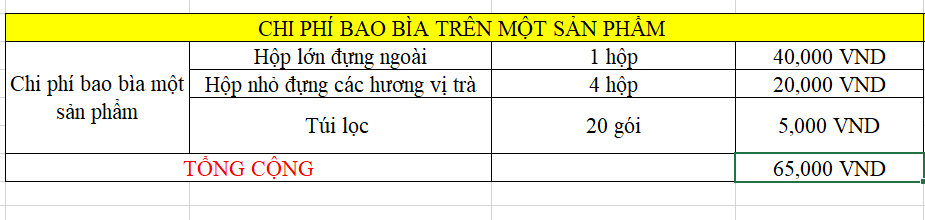 CHI PHÍ BAO BÌA TRÊN MỘT SẢN PHẨM
Hộp lớn đựng ngoài 1 hộp 40,000 VND
Chi phí bao bìa một Hộp nhỏ đựng các hương vị trà 4 hộp 20,000 VND
sản phẩm Túi lọc 20 gói 5,000 VND
TỔNG CỘNG 65,000 VND